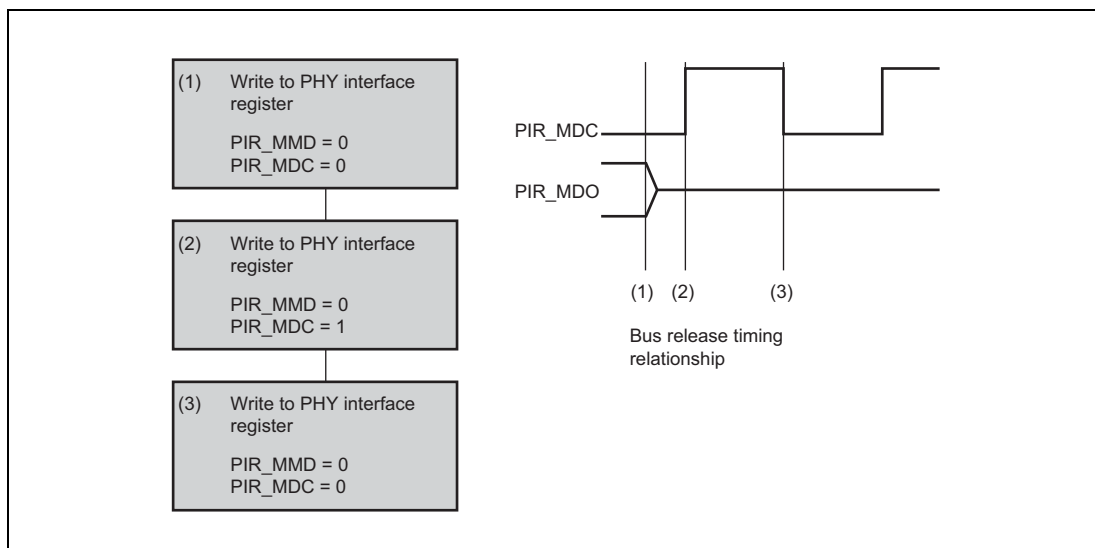 (1) Write to PHY interface
register
PIR_MMD = 0
PIR_MDC = 0
(2) Write to PHY interface
register
PIR_MMD = 0
PIR_MDC = 1
(3) Write to PHY interface
register
PIR_MMD = 0
PIR_MDC = 0
PIR_MDC
PIR_MDO
(1) (2) (3)
Bus release timing
relationship